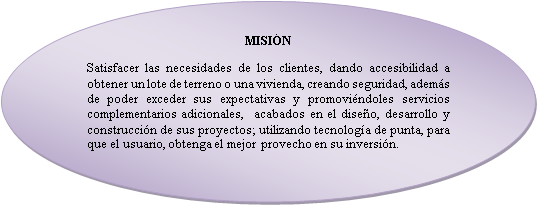 MISIÓN
Satisfacer las necesidades de los clientes, dando accesibilidad a
obtener un lote de terreno o una vivienda, creando seguridad, además
de poder exceder sus expectativas y promoviéndoles servicios
complementarios adicionales, acabados en el diseño, desarrollo y
construcción de sus proyectos; utilizando tecnología de punta, para
que el usuario, obtenga el mejor provecho en su inversión.